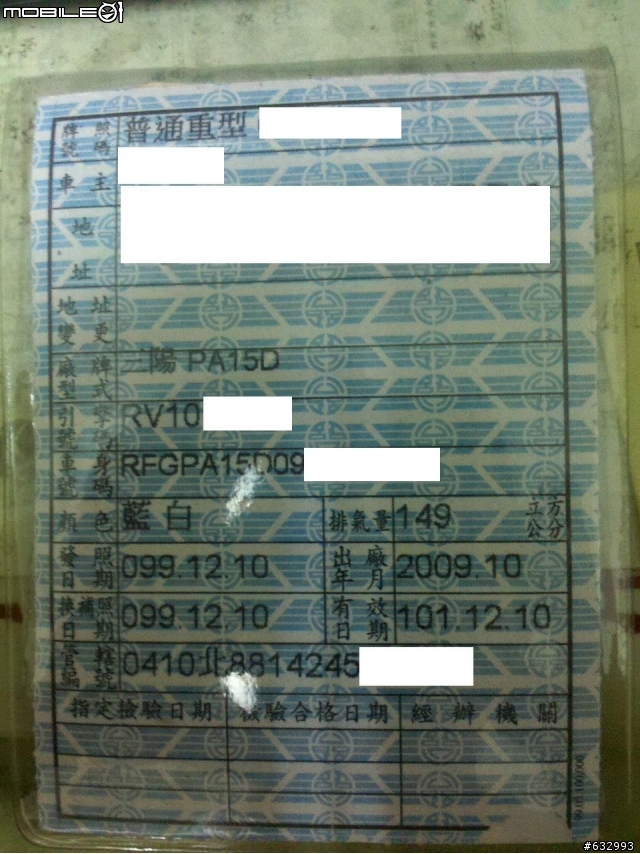 MOBILE01
牌照號碼 普通重型
車主
地址
地址變更
廠牌型式 三陽 PA15D
引擎號碼 RV10
車身號碼 RFGPA15D09
顏色 藍白 排氣量 149 立方公分
發照日期 099.12.10 出廠年月 2009.10
換補照日期 099.12.10 有效日期 101.12.10
管轄編號 0410北8814245
指定檢驗日期 檢驗合格日期 經辦機關
#632993